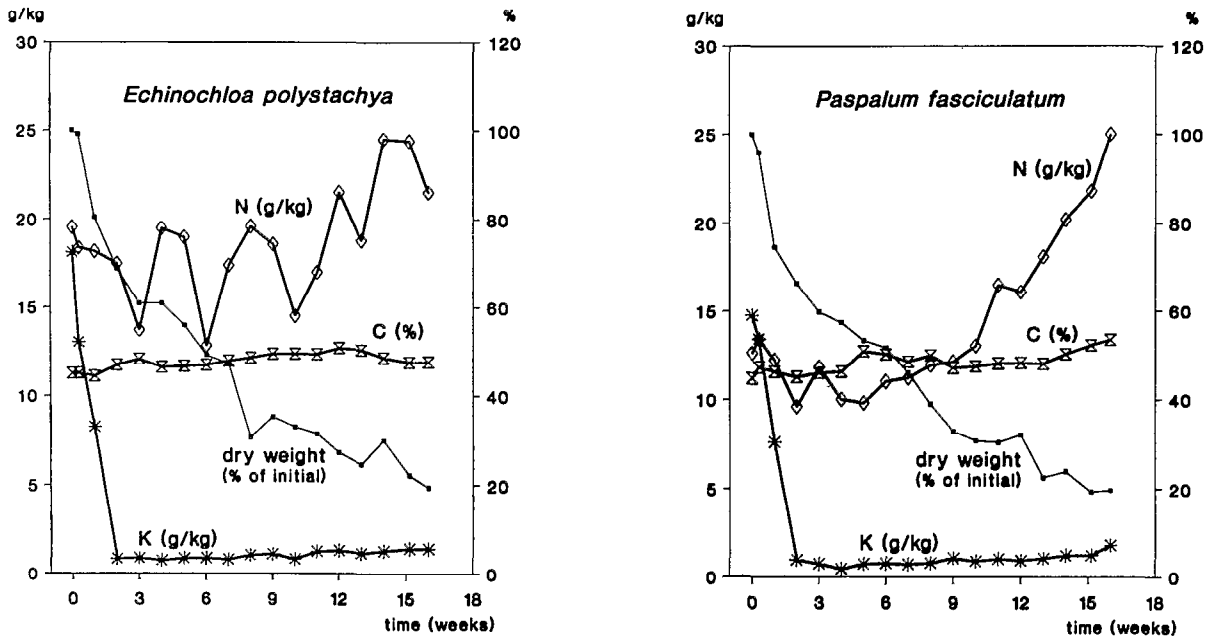 g/kg %
30
25
20
15
10
5
0
120
100
80
60
40
20
0
Echinochloa polystachya
N (g/kg)
C (%)
dry weight
(% of initial)
K (g/kg)
0 3 6 9 12 15 18
time (weeks)
g/kg %
30
25
20
15
10
5
0
120
100
80
60
40
20
0
Paspalum fasciculatum
N (g/kg)
C (%)
dry weight
(% of initial)
K (g/kg)
0 3 6 9 12 15 18
time (weeks)